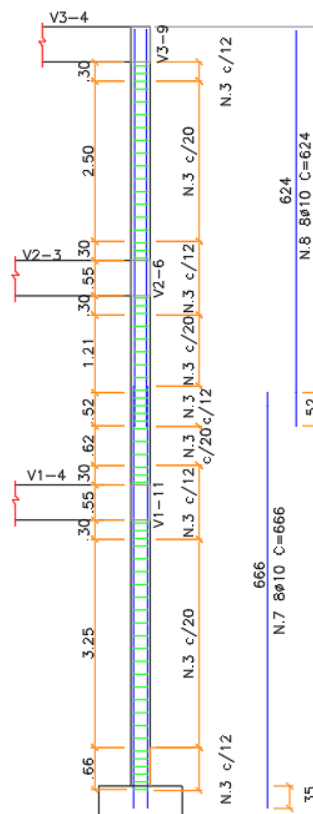 V3-4
V3-9
.30
N.3 c/12
2.50
N.3 c/20
624
N.8 8ø10 C=624
.30
V2-3
.55
V2-6
N.3 c/12
.30
1.21
N.3 c/20
.52
N.3 c/12
52
.62
N.3 c/20
.30
V1-4
.55
V1-11
N.3 c/12
.30
3.25
N.3 c/20
666
N.7 8ø10 C=666
.66
N.3 c/12
35